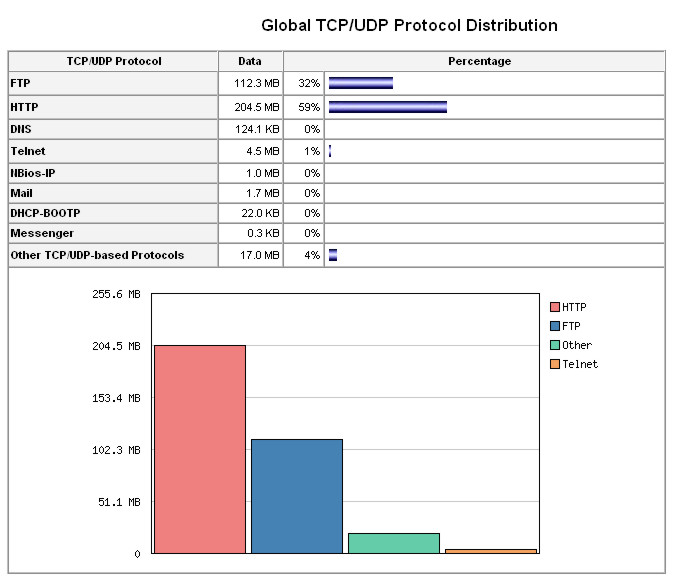 Global TCP/UDP Protocol Distribution
TCP/UDP Protocol Data Percentage
FTP 112.3 MB 32%
HTTP 204.5 MB 59%
DNS 124.1 KB 0%
Telnet 4.5 MB 1%
NBios-IP 1.0 MB 0%
Mail 1.7 MB 0%
DHCP-BOOTP 22.0 KB 0%
Messenger 0.3 KB 0%
Other TCP/UDP-based Protocols 17.0 MB 4%
255.6 MB
204.5 MB
153.4 MB
102.3 MB
51.1 MB
0
HTTP
FTP
Other
Telnet